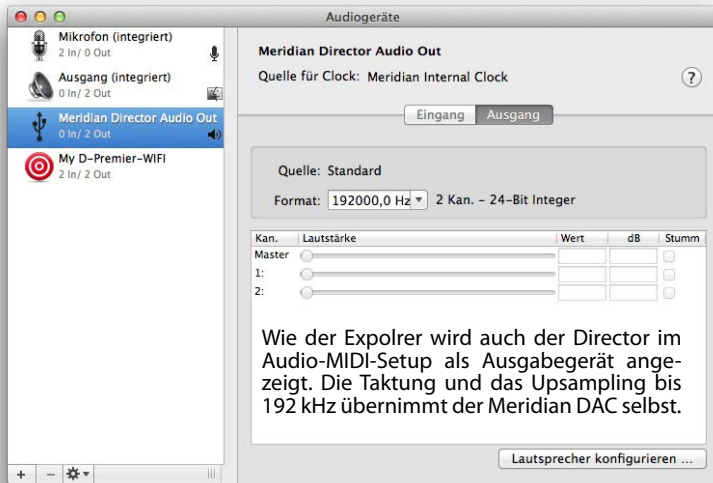 Audiogeräte
Mikrofon (integriert)
2 In/ 0 Out
Ausgang (integriert)
0 In/ 2 Out
Meridian Director Audio Out
0 In/ 2 Out
My D-Premier-WIFI
2 In/ 2 Out
Meridian Director Audio Out
Quelle für Clock: Meridian Internal Clock
?
Eingang Ausgang
Quelle: Standard
Format: 192000,0 Hz 2 Kan. – 24-Bit Integer
Kan. Lautstärke Wert dB Stumm
Master
1:
2:
Wie der Expolrer wird auch der Director im
Audio-MIDI-Setup als Ausgabegerät ange-
zeigt. Die Taktung und das Upsampling bis
192 kHz übernimmt der Meridian DAC selbst.
Lautsprecher konfigurieren ...